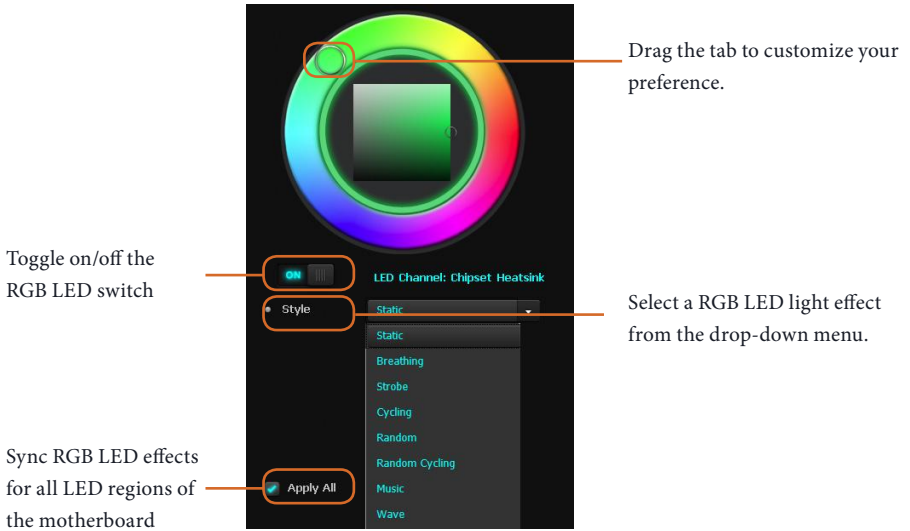 Drag the tab to customize your
preference.
Toggle on/off the
RGB LED switch
ON
LED Channel: Chipset Heatsink
Style
Static
Select a RGB LED light effect
from the drop-down menu.
Static
Breathing
Strobe
Cycling
Random
Random Cycling
Music
Wave
Sync RGB LED effects
for all LED regions of
the motherboard
Apply All